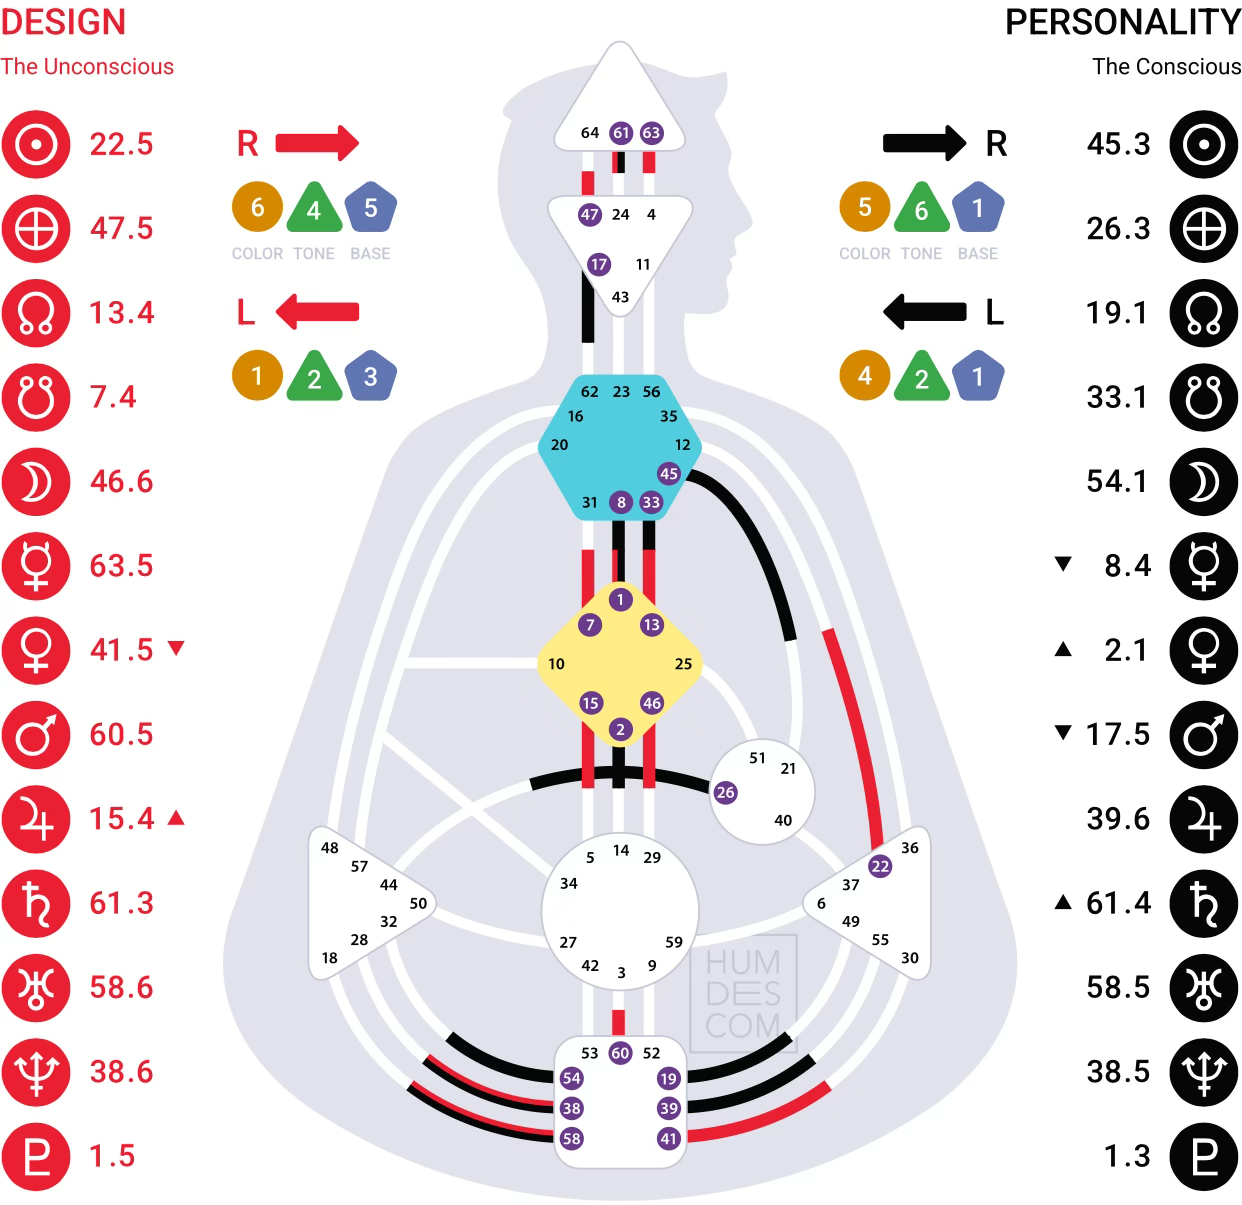 DESIGN
The Unconscious
PERSONALITY
The Conscious
22.5
47.5
13.4
7.4
46.6
63.5
41.5 ▼
60.5
15.4 ▲
61.3
58.6
38.6
1.5
R
6 4 5
COLOR TONE BASE
L
1 2 3
R
5 6 1
COLOR TONE BASE
L
4 2 1
45.3
26.3
19.1
33.1
54.1
▼ 8.4
▲ 2.1
▼ 17.5
39.6
▲ 61.4
58.5
38.5
1.3
64 61 63
47 24 4
17 11
43
62 23 56
16 35
20 12
45
31 8 33
1
7 13
10 25
15 46
2
51
21
26
40
48
57
44
50
32
28
18
36
22
37
6
49
55
30
5 14 29
34
27 59
42 3 9
53 60 52
54 19
38 39
58 41
HUM
DES
COM